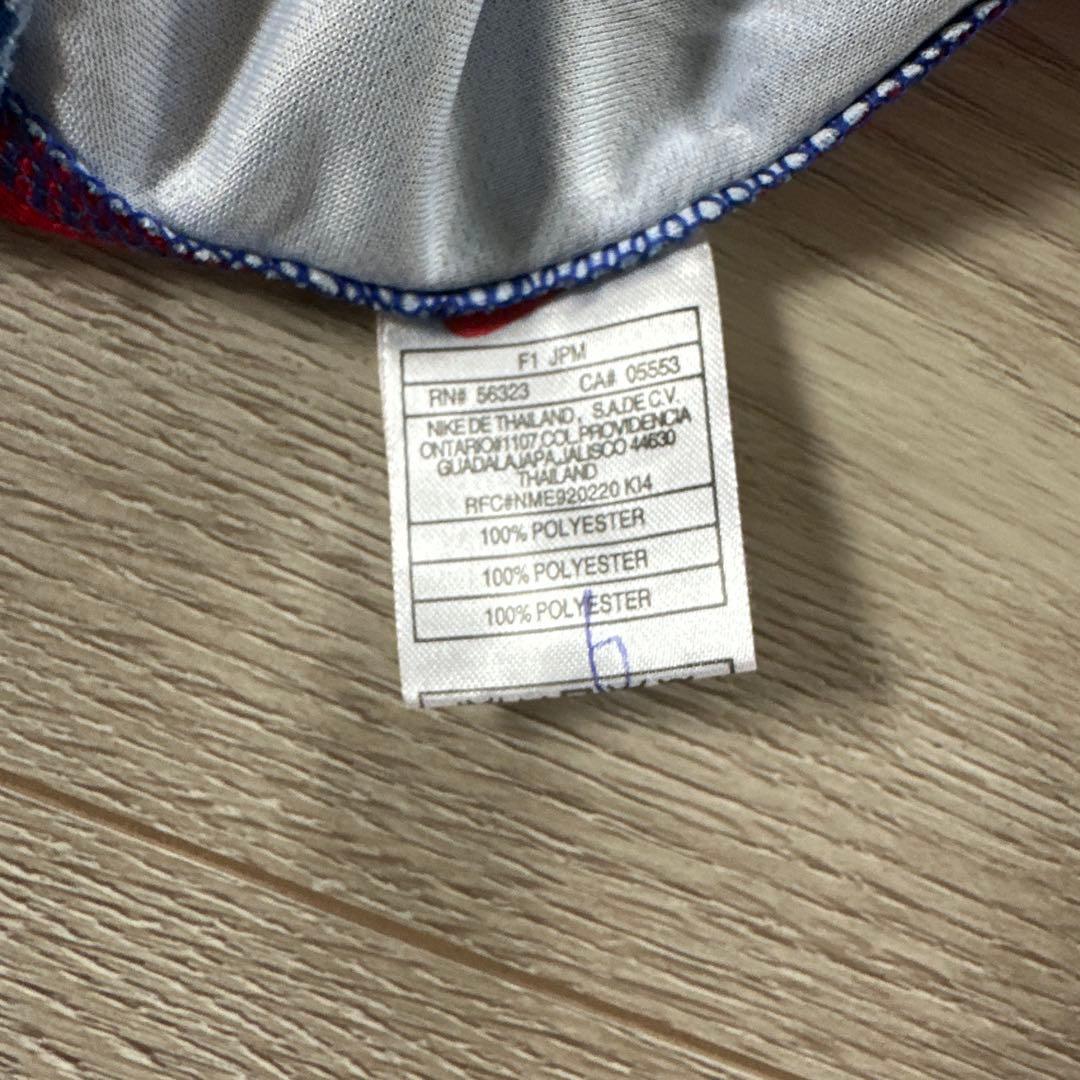 F1 JPM
RN# 56323 CA# 05553
NIKE DE THAILAND, S.A.DE C.V.
ONTARIO#1107,COL.PROVIDENCIA
GUADALAJAPA,JALISCO 44630
THAILAND
RFC#NME920220 KI4
100% POLYESTER
100% POLYESTER
100% POLYESTER